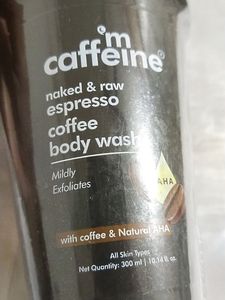 'm
caffeine®
naked & raw
espresso
coffee
body wash
Mildly
Exfoliates
AHA
with coffee & Natural AHA
All Skin Types
Net Quantity: 300 ml | 10.14 fl. oz.